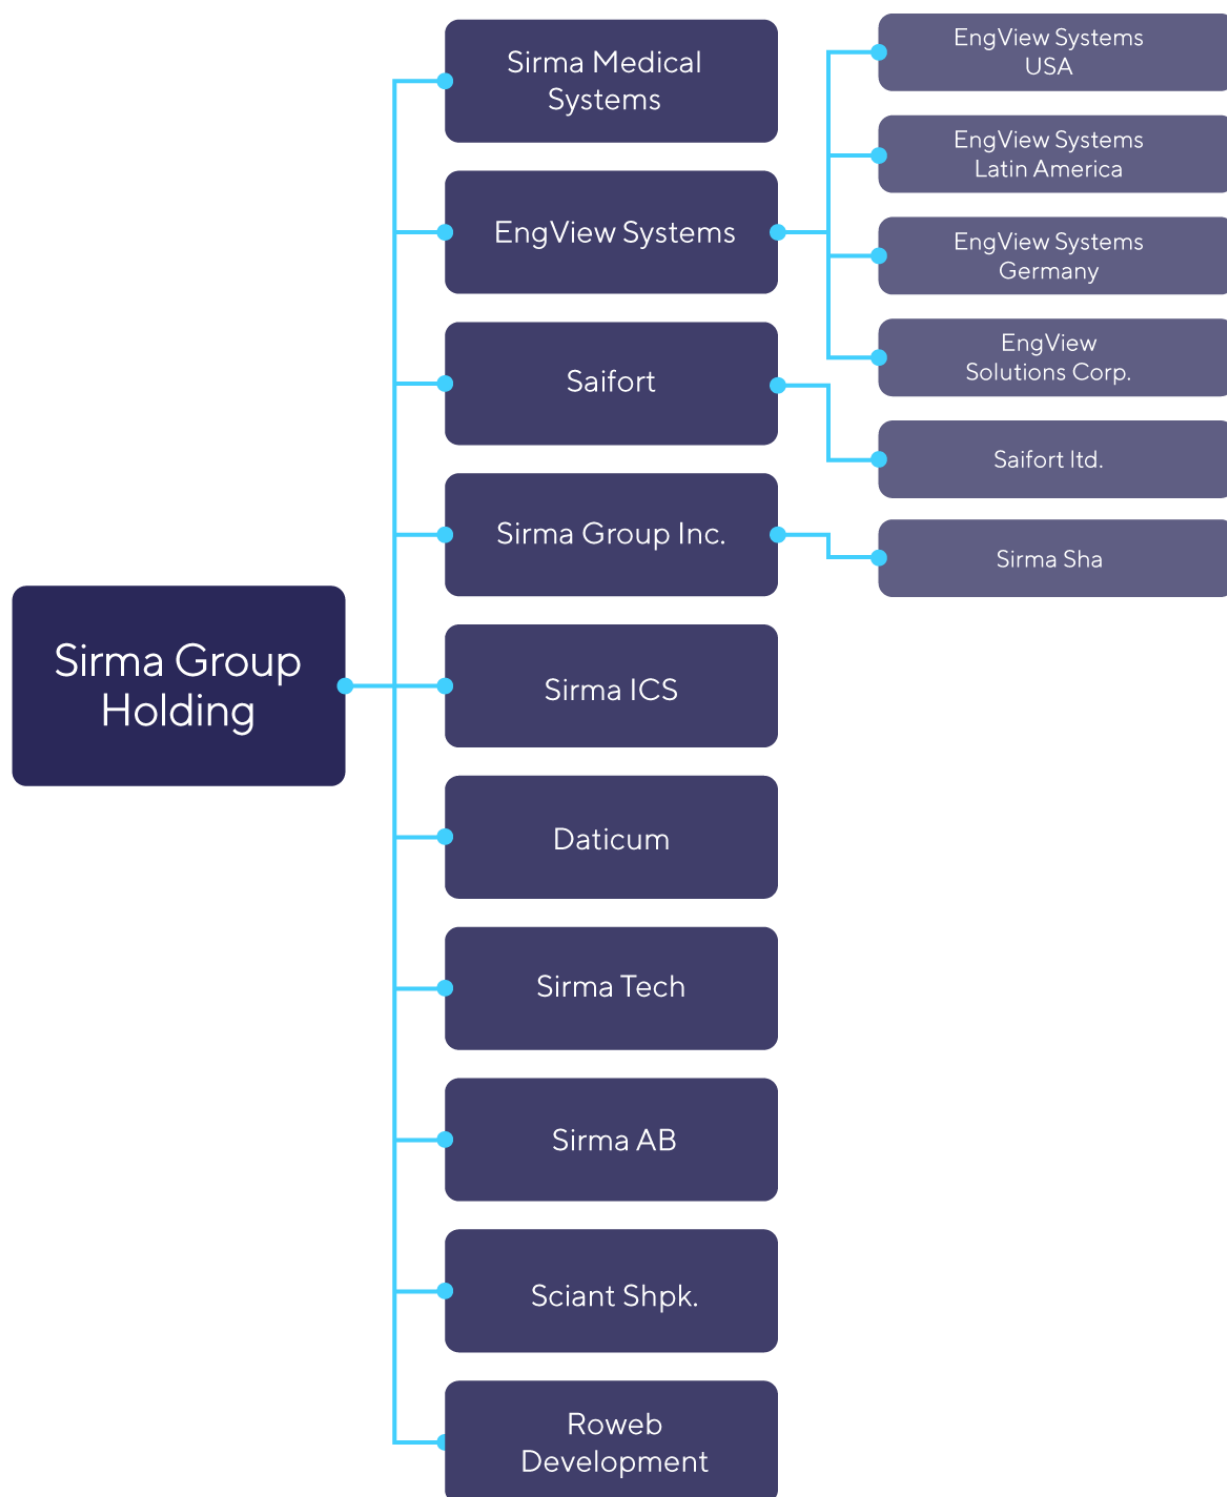 Sirma Group
Holding
Sirma Medical
Systems
EngView Systems
Saifort
Sirma Group Inc.
Sirma ICS
Daticum
Sirma Tech
Sirma AB
Sciant Shpk.
Roweb
Development
EngView Systems
USA
EngView Systems
Latin America
EngView Systems
Germany
EngView
Solutions Corp.
Saifort ltd.
Sirma Sha